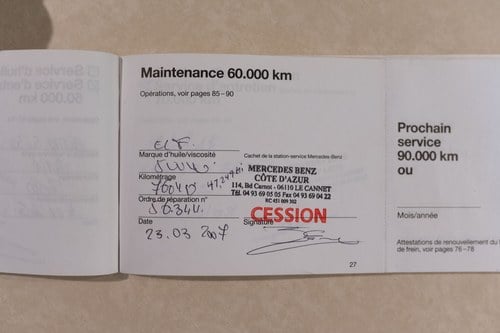 Maintenance 60.000 km
Opérations, voir pages 85-90
ELF
Marque d'huile/viscosité
Cachet de la station-service Mercedes-Benz
Kilométrage
MERCEDES BENZ
CÔTE D'AZUR
114, Bd Carnot - 06110 LE CANNET
Tél. 04 93 69 05 05 Fax 04 93 69 04 22
Ordre de réparation n°
CESSION
Date
Signature
23.03 2007
27
Prochain
service
90.000 km
ou
Mois/année
Attestations de renouvellement du
de frein, voir pages 76-78
60.000 km